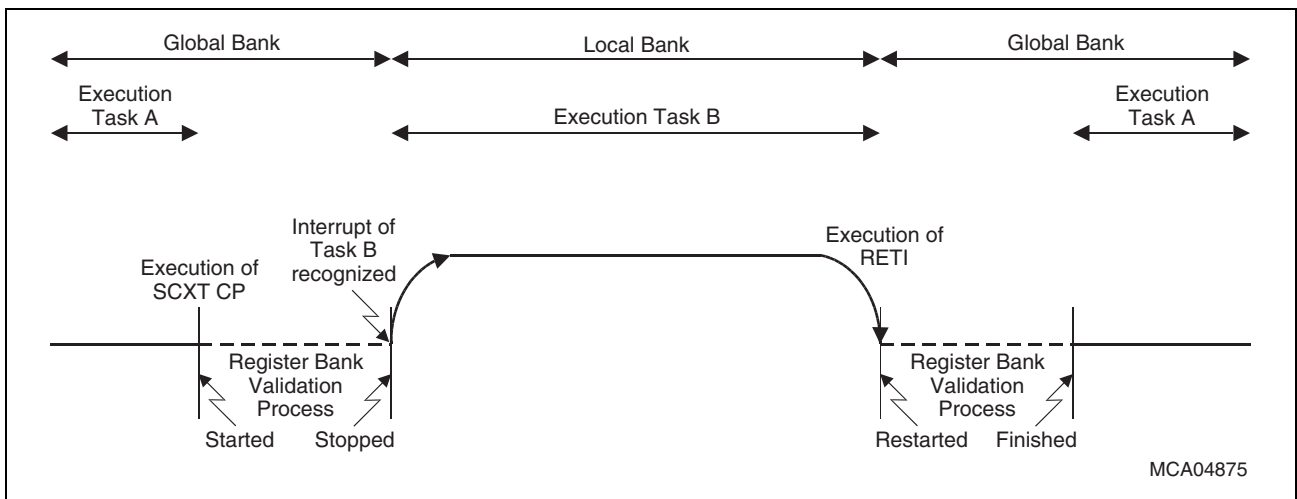 Global Bank
Local Bank
Global Bank
Execution
Task A
Execution Task B
Execution
Task A
Execution of
SCXT CP
Interrupt of
Task B
recognized
Execution of
RETI
Register Bank
Validation
Process
Started
Stopped
Register Bank
Validation
Process
Restarted
Finished
MCA04875